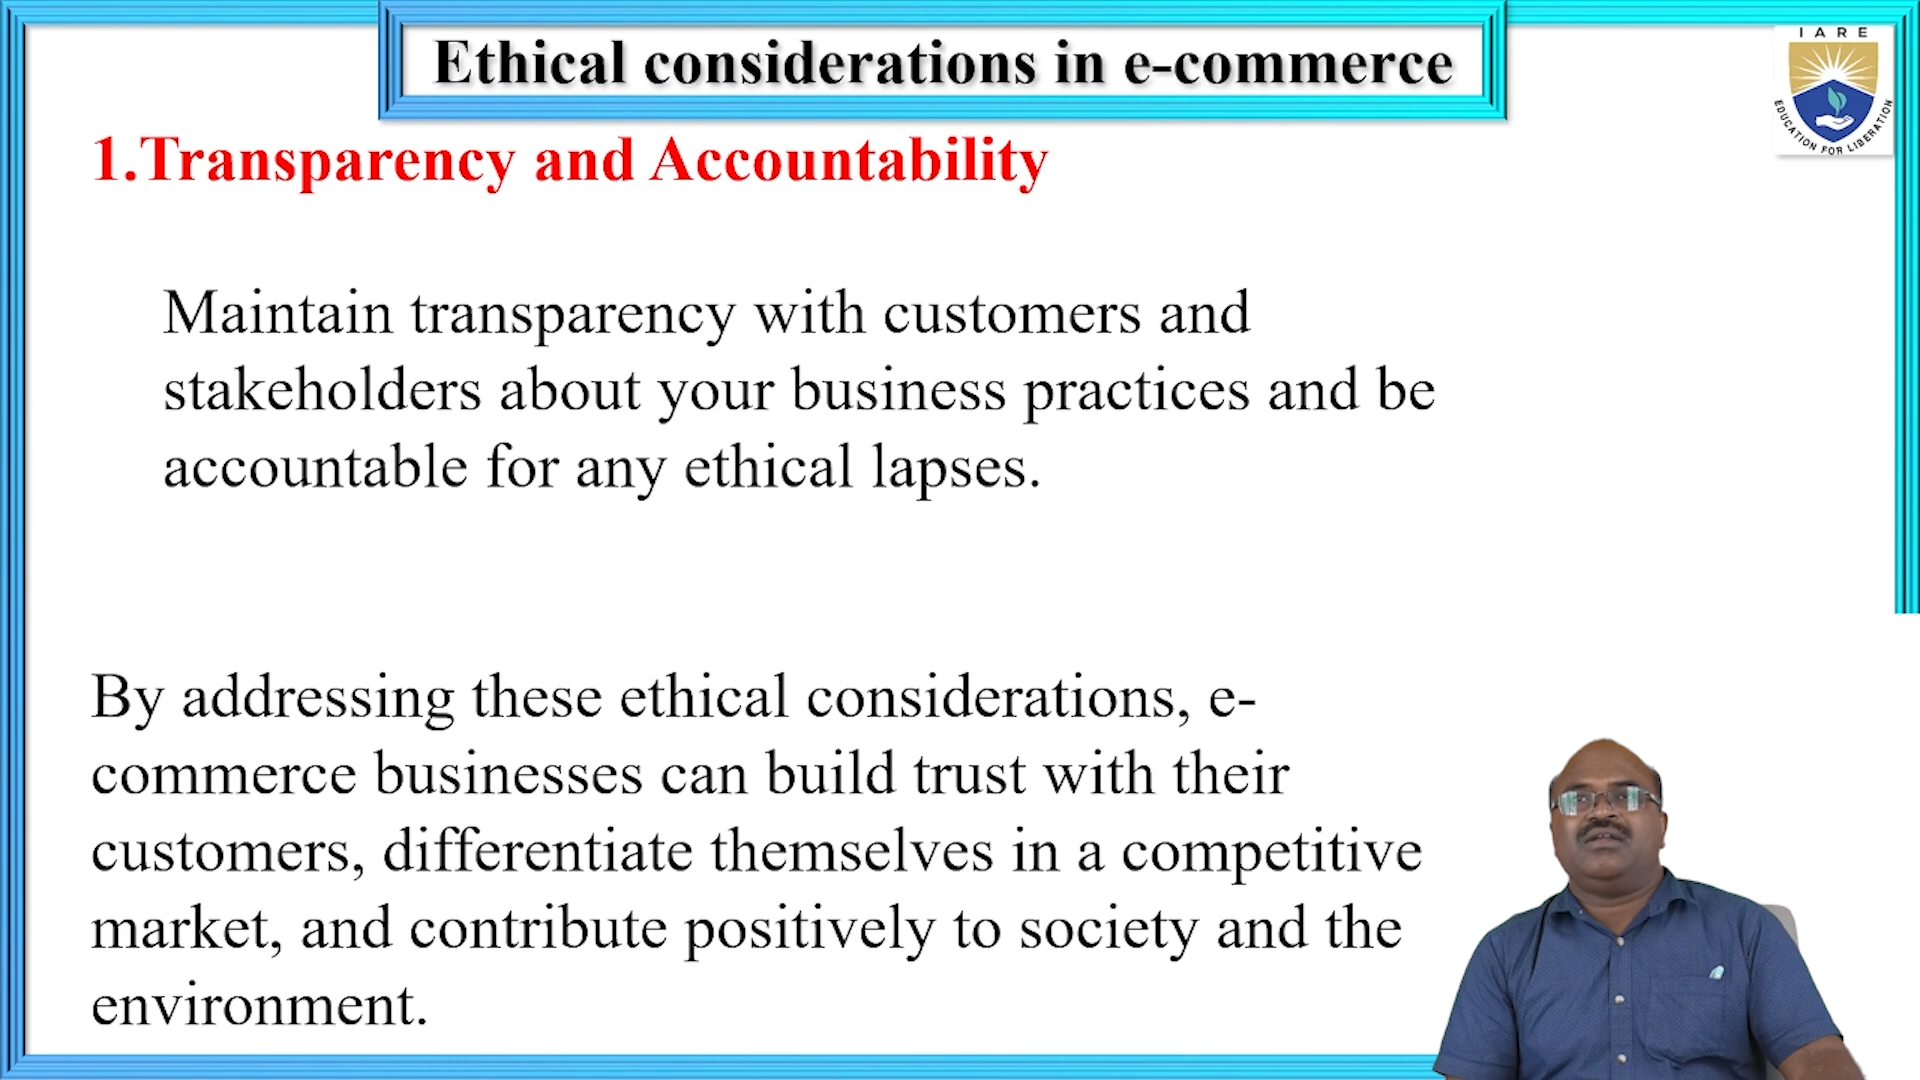 Ethical considerations in e-commerce
IARE
EDUCATION FOR LIBERATION
1.Transparency and Accountability
Maintain transparency with customers and
stakeholders about your business practices and be
accountable for any ethical lapses.
By addressing these ethical considerations, e-
commerce businesses can build trust with their
customers, differentiate themselves in a competitive
market, and contribute positively to society and the
environment.